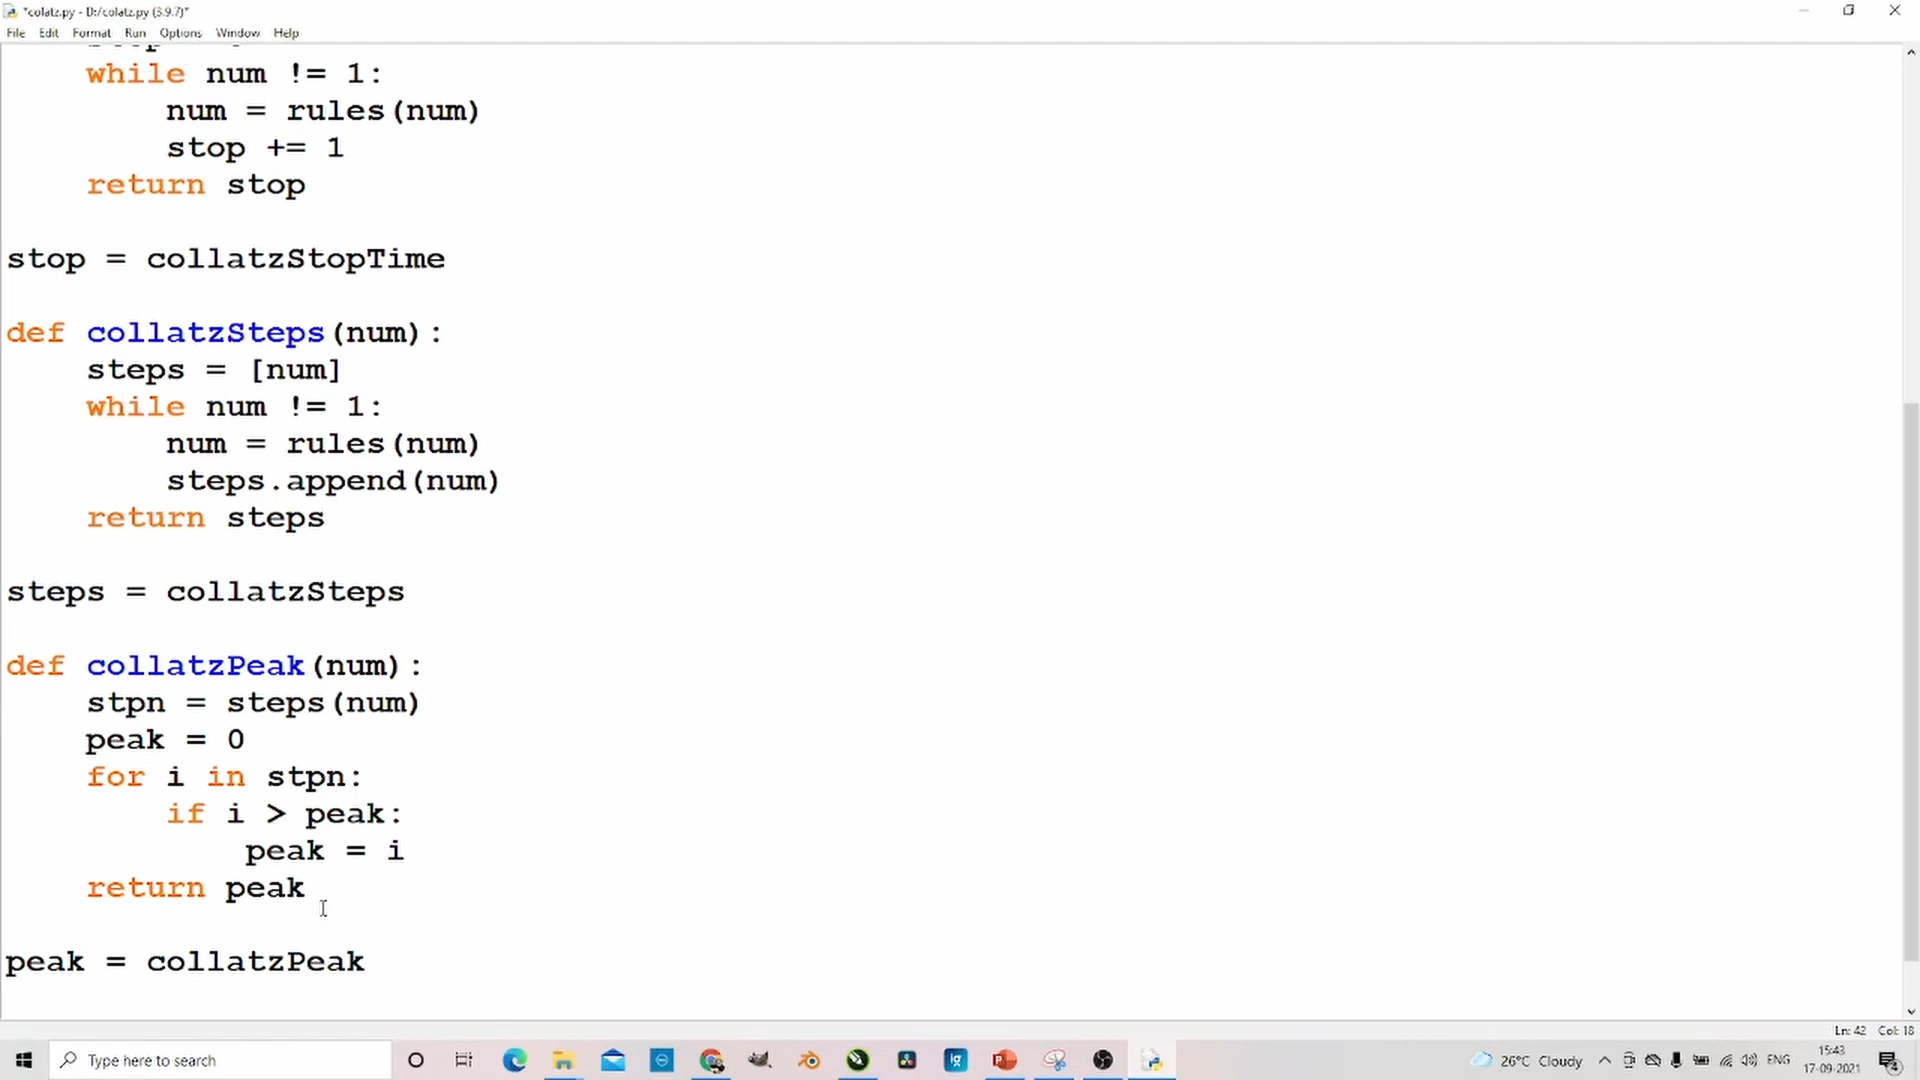 *colatz.py - D:/colatz.py (3.9.7)*
File Edit Format Run Options Window Help
    while num != 1:
        num = rules(num)
        stop += 1
    return stop

stop = collatzStopTime

def collatzSteps(num):
    steps = [num]
    while num != 1:
        num = rules(num)
        steps.append(num)
    return steps

steps = collatzSteps

def collatzPeak(num):
    stpn = steps(num)
    peak = 0
    for i in stpn:
        if i > peak:
            peak = i
    return peak

peak = collatzPeak
Ln: 42 Col: 18
Type here to search
Ig
26°C Cloudy
ENG
15:43
17-09-2021
4